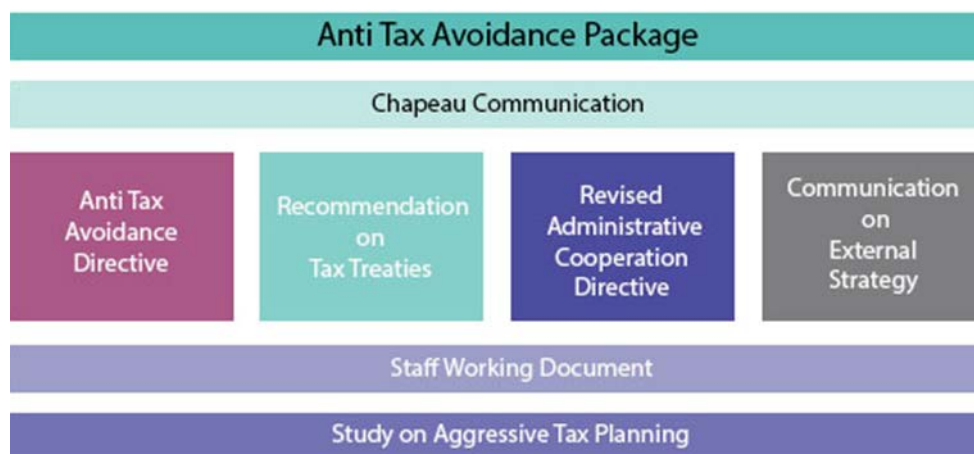 Anti Tax Avoidance Package
Chapeau Communication
Anti Tax
Avoidance
Directive
Recommendation
on
Tax Treaties
Revised
Administrative
Cooperation
Directive
Communication
on
External
Strategy
Staff Working Document
Study on Aggressive Tax Planning